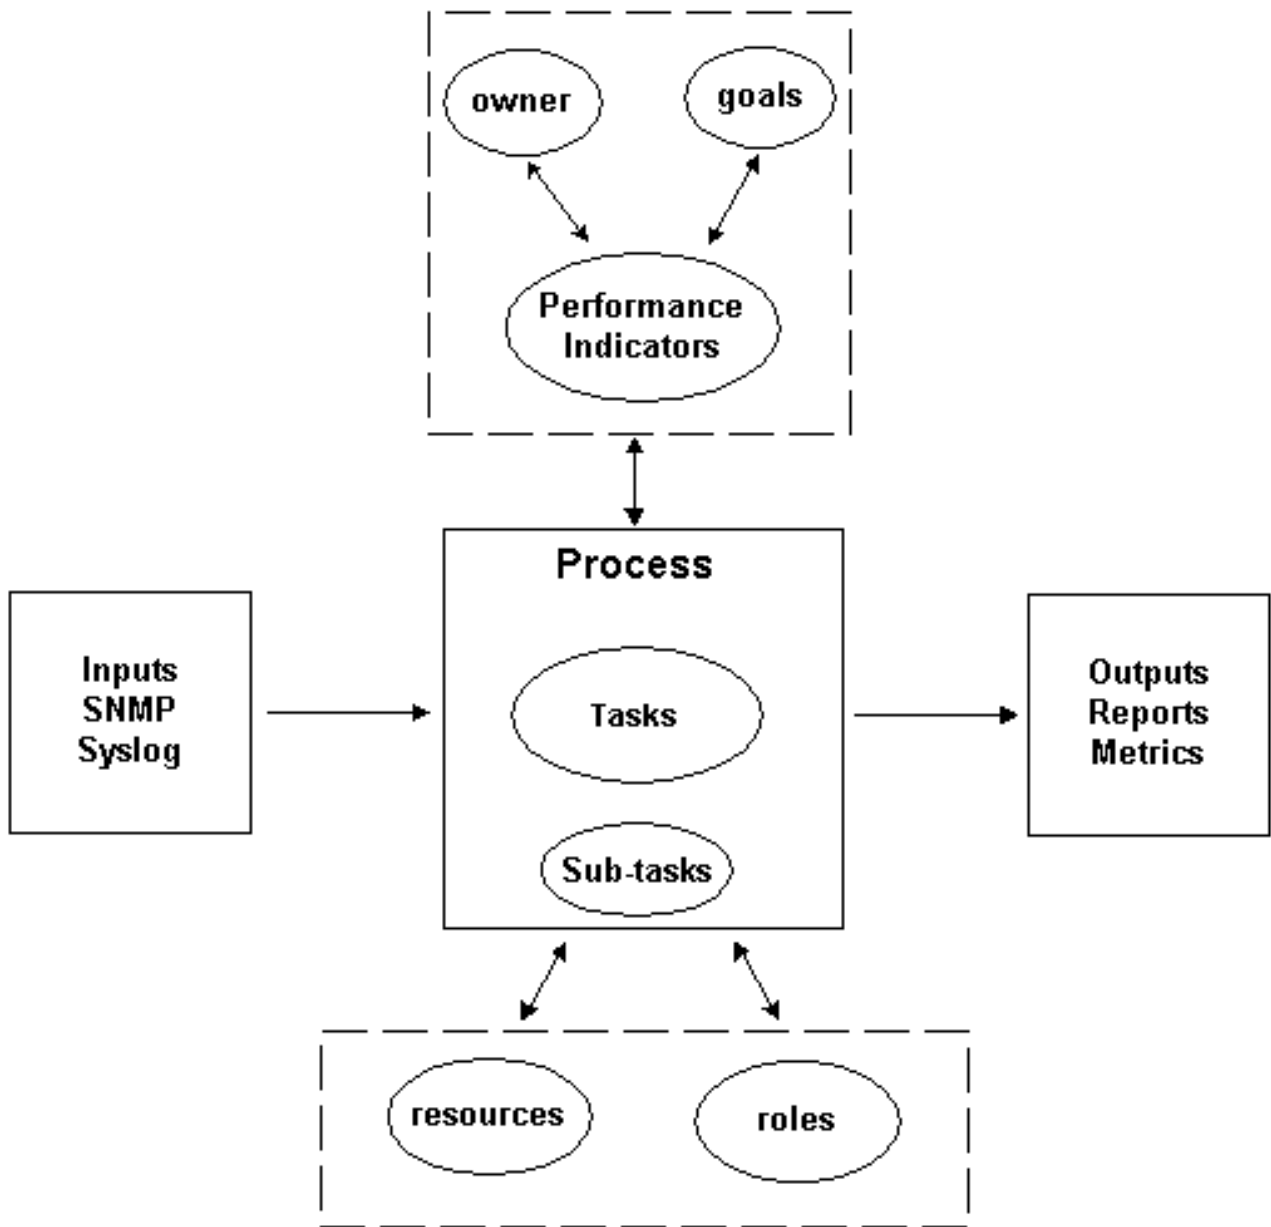 owner
goals
Performance
Indicators
Process
Inputs
SNMP
Syslog
Tasks
Sub-tasks
Outputs
Reports
Metrics
resources
roles